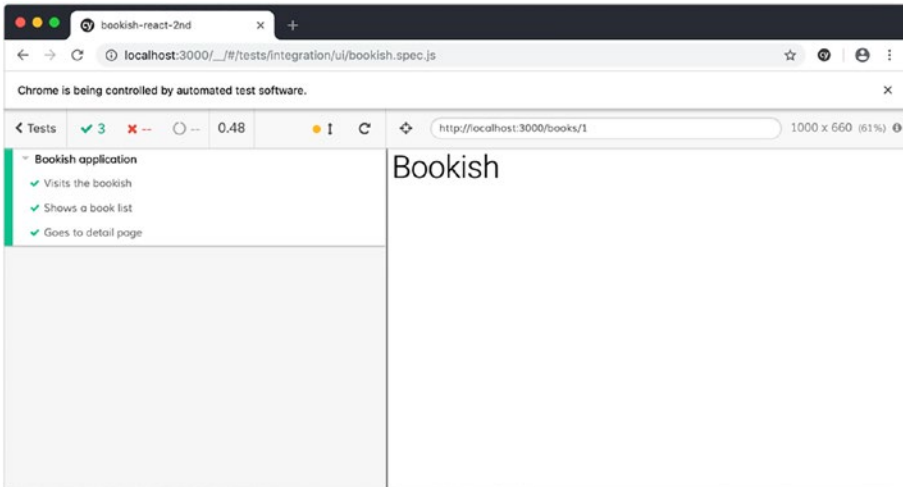 bookish-react-2nd
localhost:3000/__/#/tests/integration/ui/bookish.spec.js
Chrome is being controlled by automated test software.
Tests 3 -- -- 0.48 http://localhost:3000/books/1 1000 x 660 (61%)
Bookish application
Visits the bookish
Shows a book list
Goes to detail page
Bookish